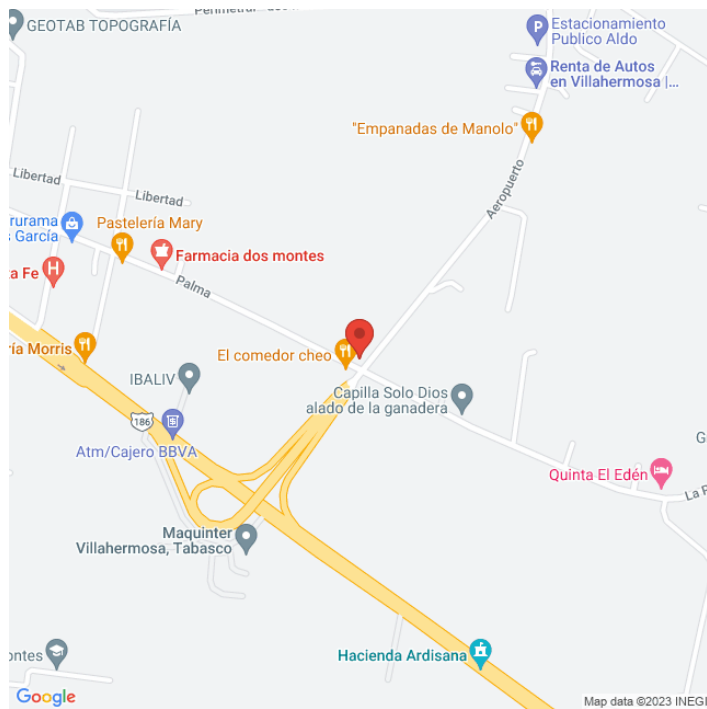 GEOTAB TOPOGRAFÍA
Estacionamiento
Publico Aldo
Renta de Autos
en Villahermosa |...
"Empanadas de Manolo"
Libertad
Libertad
Aeropuerto
Pastelería Mary
García
Farmacia dos montes
Palma
Morris
El comedor cheo
IBALIV
Capilla Solo Dios
alado de la ganadera
186
Atm/Cajero BBVA
Quinta El Edén
Maquinter
Villahermosa, Tabasco
Hacienda Ardisana
Google
Map data ©2023 INEGI